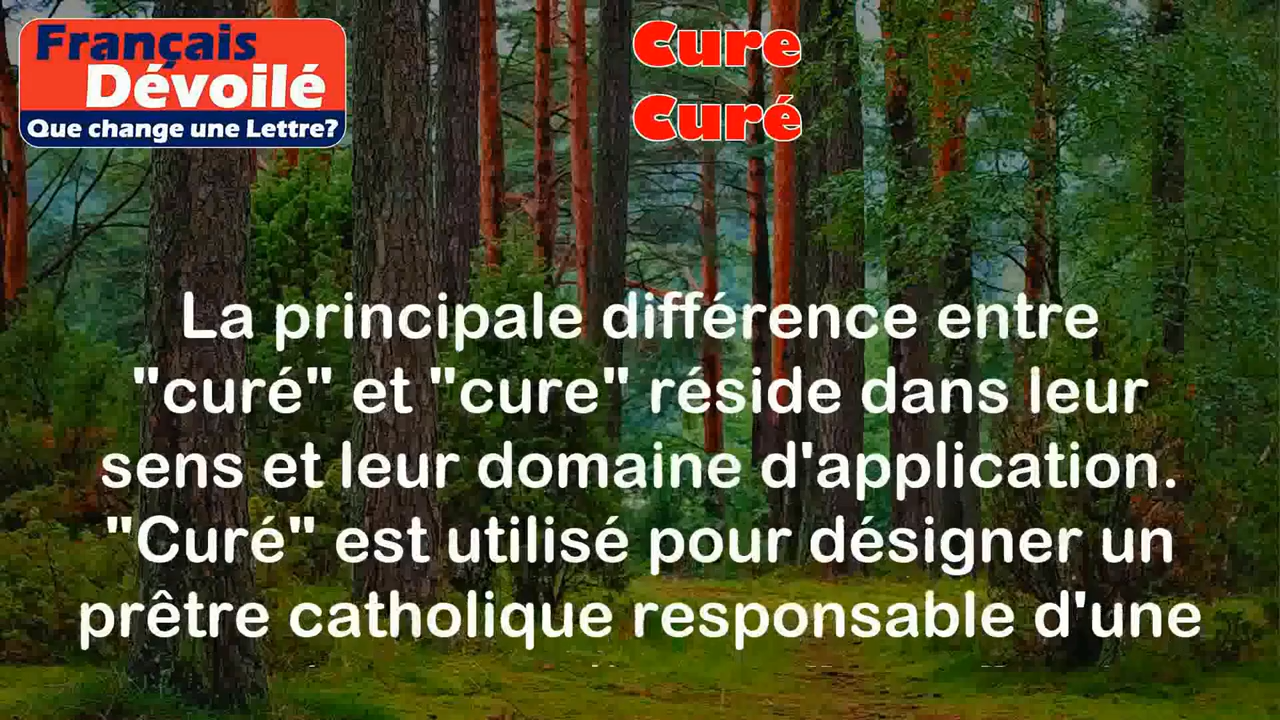 Français
Dévoilé
Que change une Lettre?
Cure
Curé
La principale différence entre
"curé" et "cure" réside dans leur
sens et leur domaine d'application.
"Curé" est utilisé pour désigner un
prêtre catholique responsable d'une